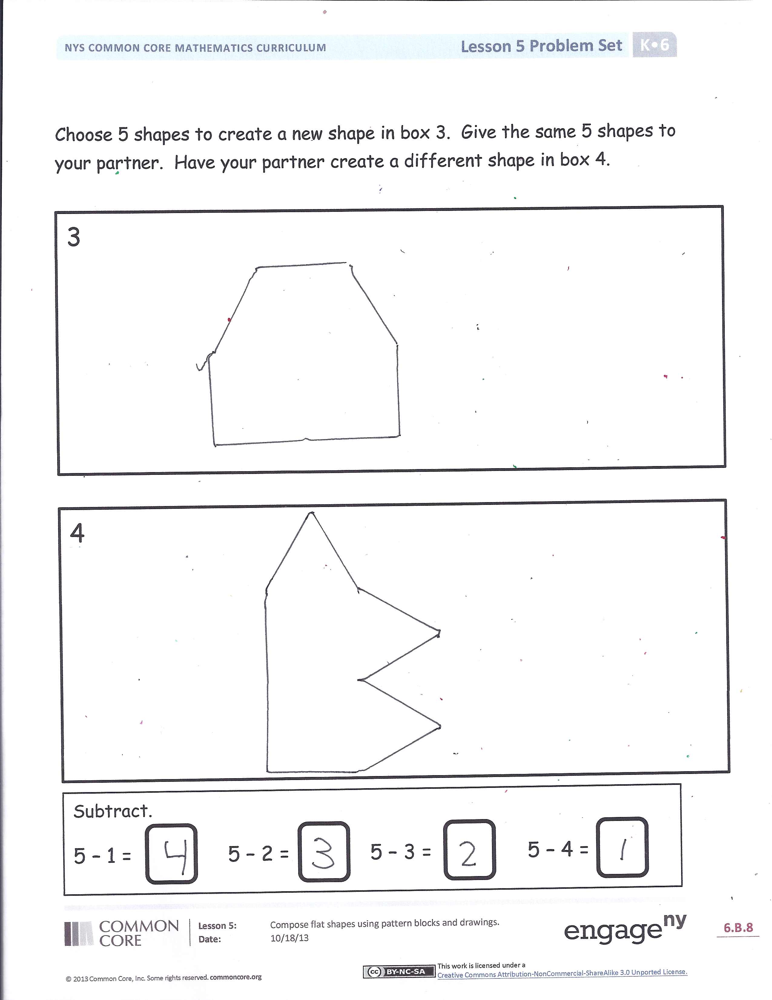 NYS COMMON CORE MATHEMATICS CURRICULUM
Lesson 5 Problem Set
K•6
Choose 5 shapes to create a new shape in box 3. Give the same 5 shapes to
your partner. Have your partner create a different shape in box 4.
3
4
Subtract.
5 - 1 = 4 5 - 2 = 3 5 - 3 = 2 5 - 4 = 1
COMMON
CORE
Lesson 5: Compose flat shapes using pattern blocks and drawings.
Date: 10/18/13
engage ny
6.B.8
© 2013 Common Core, Inc. Some rights reserved. commoncore.org
cc BY-NC-SA
This work is licensed under a
Creative Commons Attribution-NonCommercial-ShareAlike 3.0 Unported License.